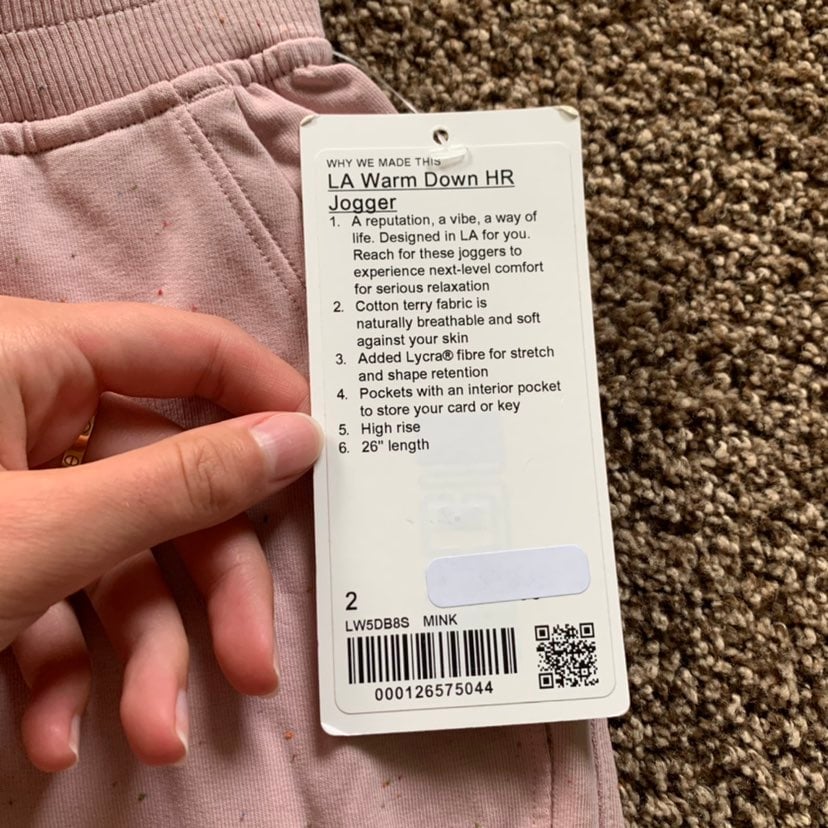 WHY WE MADE THIS
LA Warm Down HR
Jogger
1. A reputation, a vibe, a way of
life. Designed in LA for you.
Reach for these joggers to
experience next-level comfort
for serious relaxation
2. Cotton terry fabric is
naturally breathable and soft
against your skin
3. Added Lycra® fibre for stretch
and shape retention
4. Pockets with an interior pocket
to store your card or key
5. High rise
6. 26" length
2
LW5DB8S MINK
000126575044